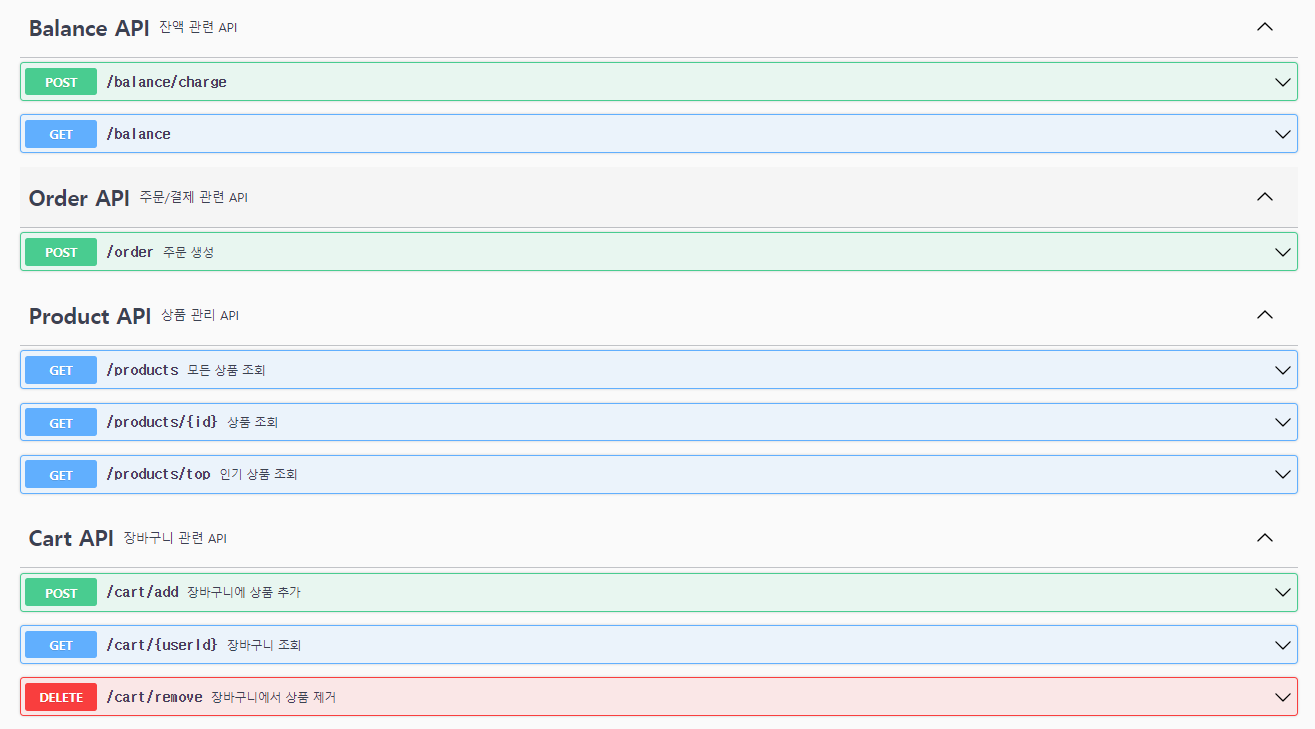 Balance API 잔액 관련 API
POST /balance/charge
GET /balance
Order API 주문/결제 관련 API
POST /order 주문 생성
Product API 상품 관리 API
GET /products 모든 상품 조회
GET /products/{id} 상품 조회
GET /products/top 인기 상품 조회
Cart API 장바구니 관련 API
POST /cart/add 장바구니에 상품 추가
GET /cart/{userId} 장바구니 조회
DELETE /cart/remove 장바구니에서 상품 제거